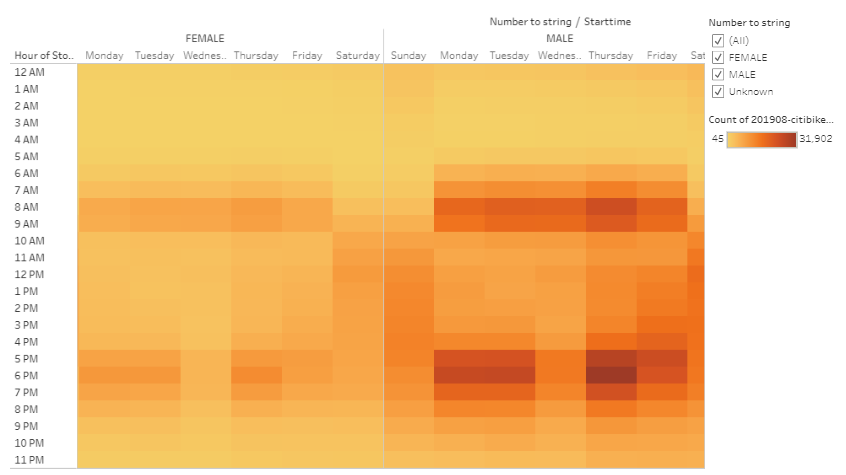 Number to string / Starttime
FEMALE MALE
Hour of Sto.. Monday Tuesday Wednes.. Thursday Friday Saturday Sunday Monday Tuesday Wednes.. Thursday Friday Sat
12 AM
1 AM
2 AM
3 AM
4 AM
5 AM
6 AM
7 AM
8 AM
9 AM
10 AM
11 AM
12 PM
1 PM
2 PM
3 PM
4 PM
5 PM
6 PM
7 PM
8 PM
9 PM
10 PM
11 PM
Number to string
(All)
FEMALE
MALE
Unknown
Count of 201908-citibike...
45 31,902